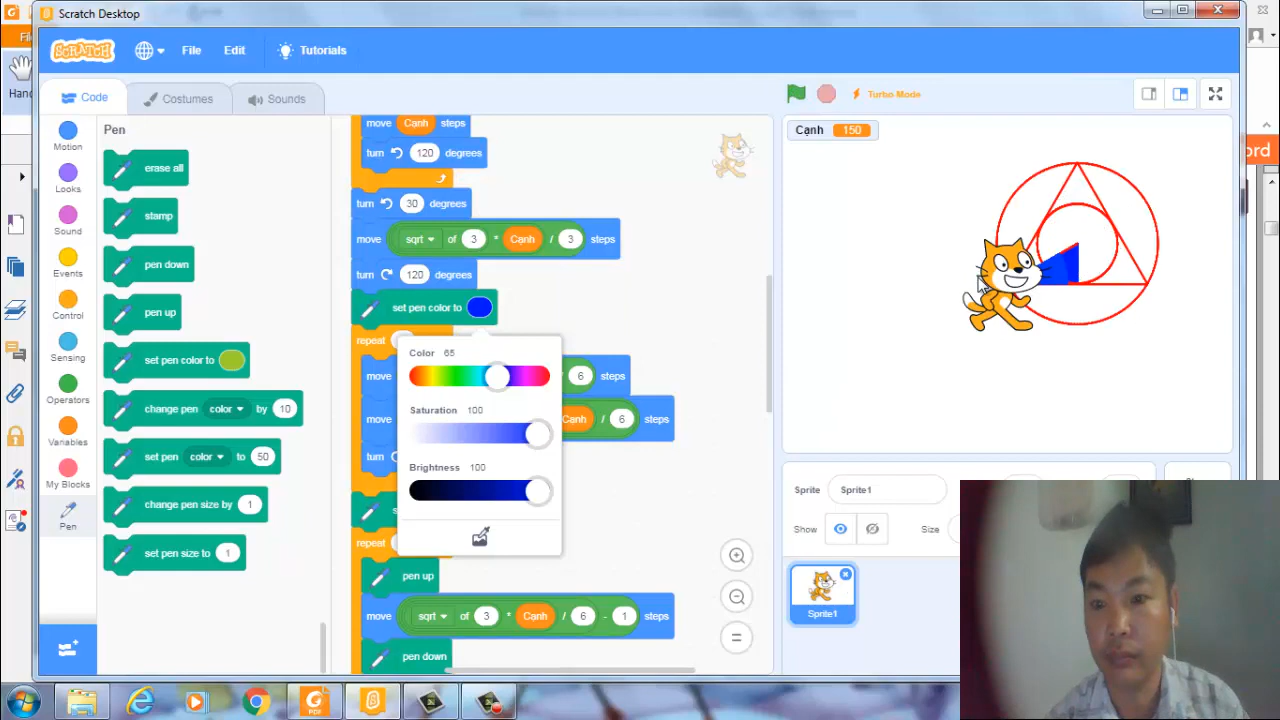 Scratch Desktop
SCRATCH
File Edit Tutorials
Hand
Code Costumes Sounds
Turbo Mode
Motion
Looks
Sound
Events
Control
Sensing
Operators
Variables
My Blocks
Pen
Pen
erase all
stamp
pen down
pen up
set pen color to
change pen color by 10
set pen color to 50
change pen size by 1
set pen size to 1
move Cạnh steps
turn 120 degrees
turn 30 degrees
move sqrt of 3 * Cạnh / 3 steps
turn 120 degrees
set pen color to
repeat
move 6 steps
move Cạnh / 6 steps
turn
repeat
pen up
move sqrt of 3 * Cạnh / 6 - 1 steps
pen down
Color 65
Saturation 100
Brightness 100
Cạnh 150
Sprite Sprite1
Show Size
Sprite1
ord
PDF